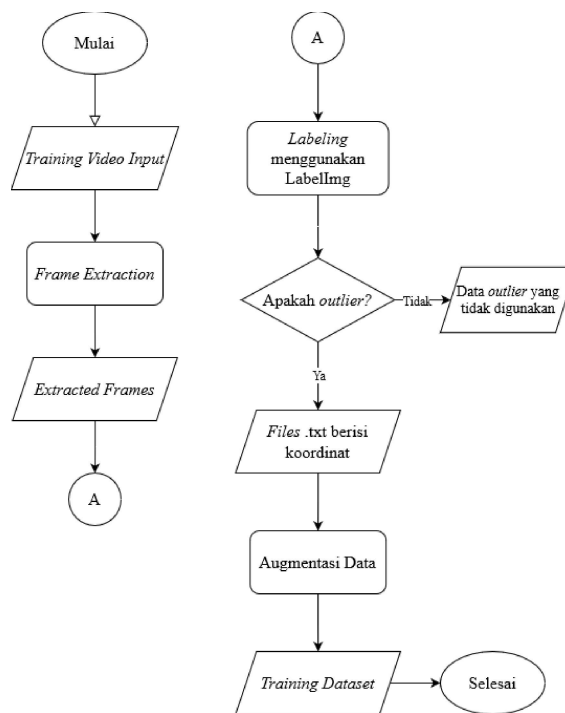 Mulai
Training Video Input
Frame Extraction
Extracted Frames
A
A
Labeling
menggunakan
LabelImg
Apakah outlier?
Tidak
Data outlier yang
tidak digunakan
Ya
Files .txt berisi
koordinat
Augmentasi Data
Training Dataset
Selesai